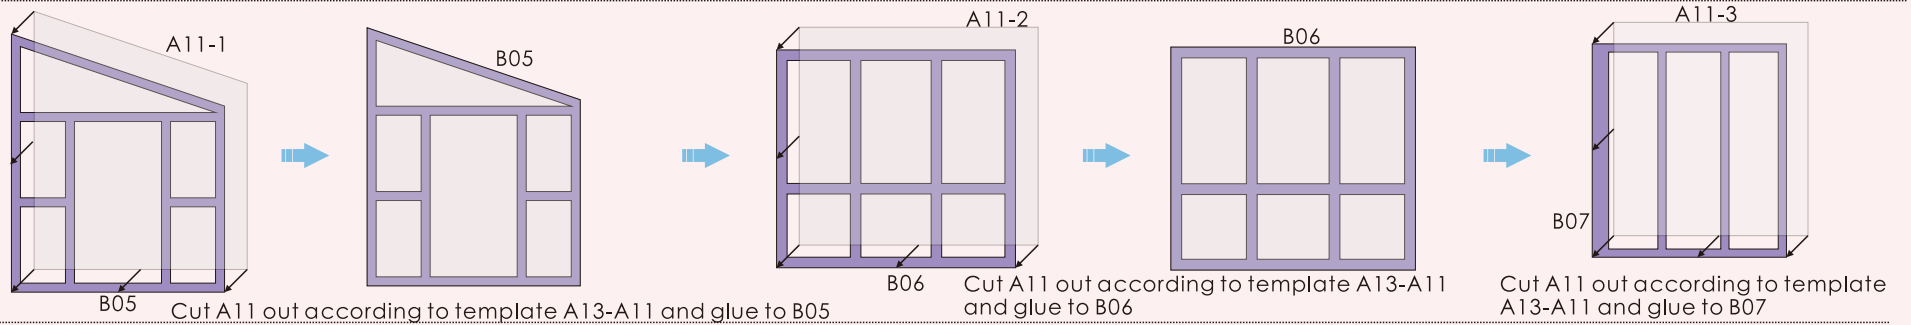 A11-1
B05
B05
Cut A11 out according to template A13-A11 and glue to B05
A11-2
B06
B06
Cut A11 out according to template A13-A11
and glue to B06
A11-3
B07
Cut A11 out according to template
A13-A11 and glue to B07